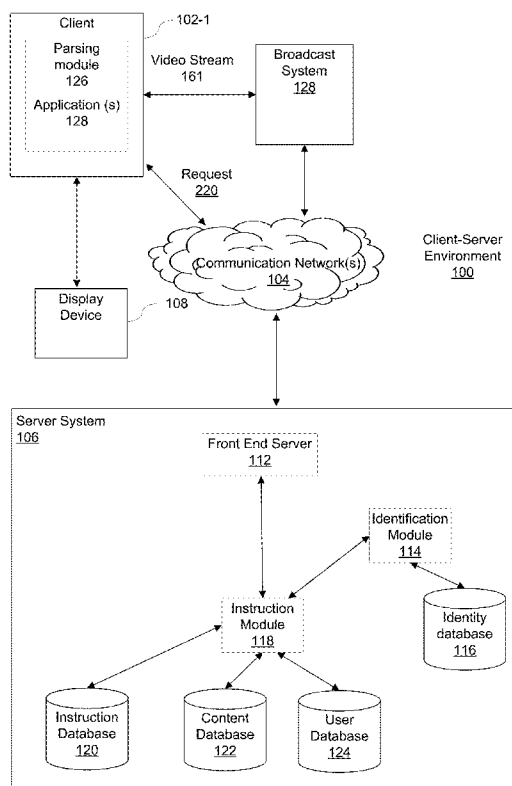 Client
102-1
Parsing
module
126
Application (s)
128
Video Stream
161
Broadcast
System
128
Request
220
Communication Network(s)
104
Client-Server
Environment
100
Display
Device
108
Server System
106
Front End Server
112
Identification
Module
114
Instruction
Module
118
Identity
database
116
Instruction
Database
120
Content
Database
122
User
Database
124